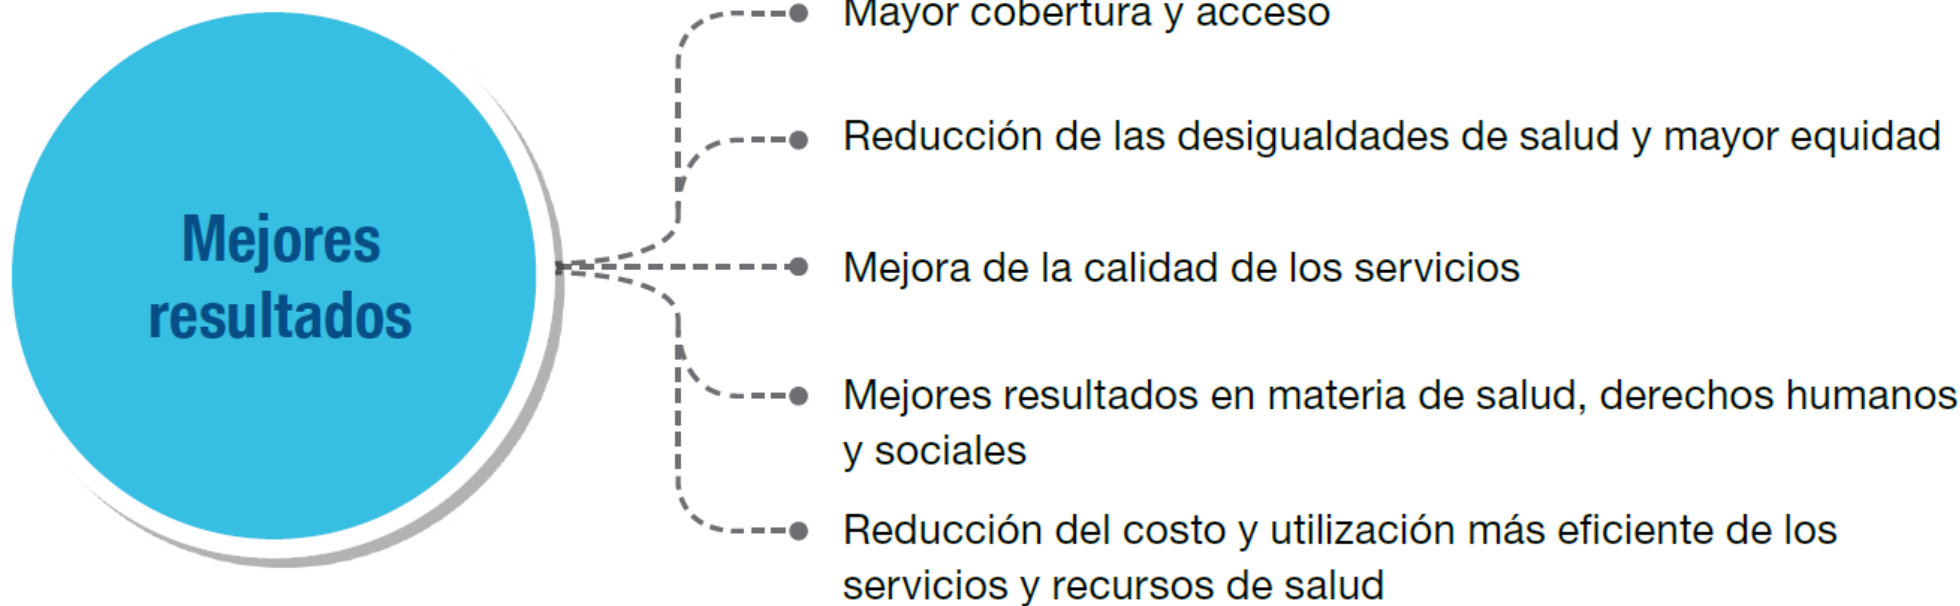 Mejores
resultados
Mayor cobertura y acceso
Reducción de las desigualdades de salud y mayor equidad
Mejora de la calidad de los servicios
Mejores resultados en materia de salud, derechos humanos
y sociales
Reducción del costo y utilización más eficiente de los
servicios y recursos de salud